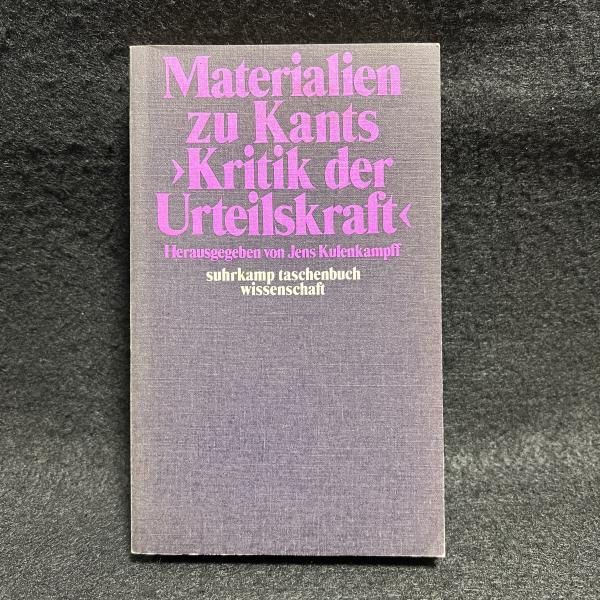 Materialien
zu Kants
›Kritik der
Urteilskraft‹
Herausgegeben von Jens Kulenkampff
suhrkamp taschenbuch
wissenschaft